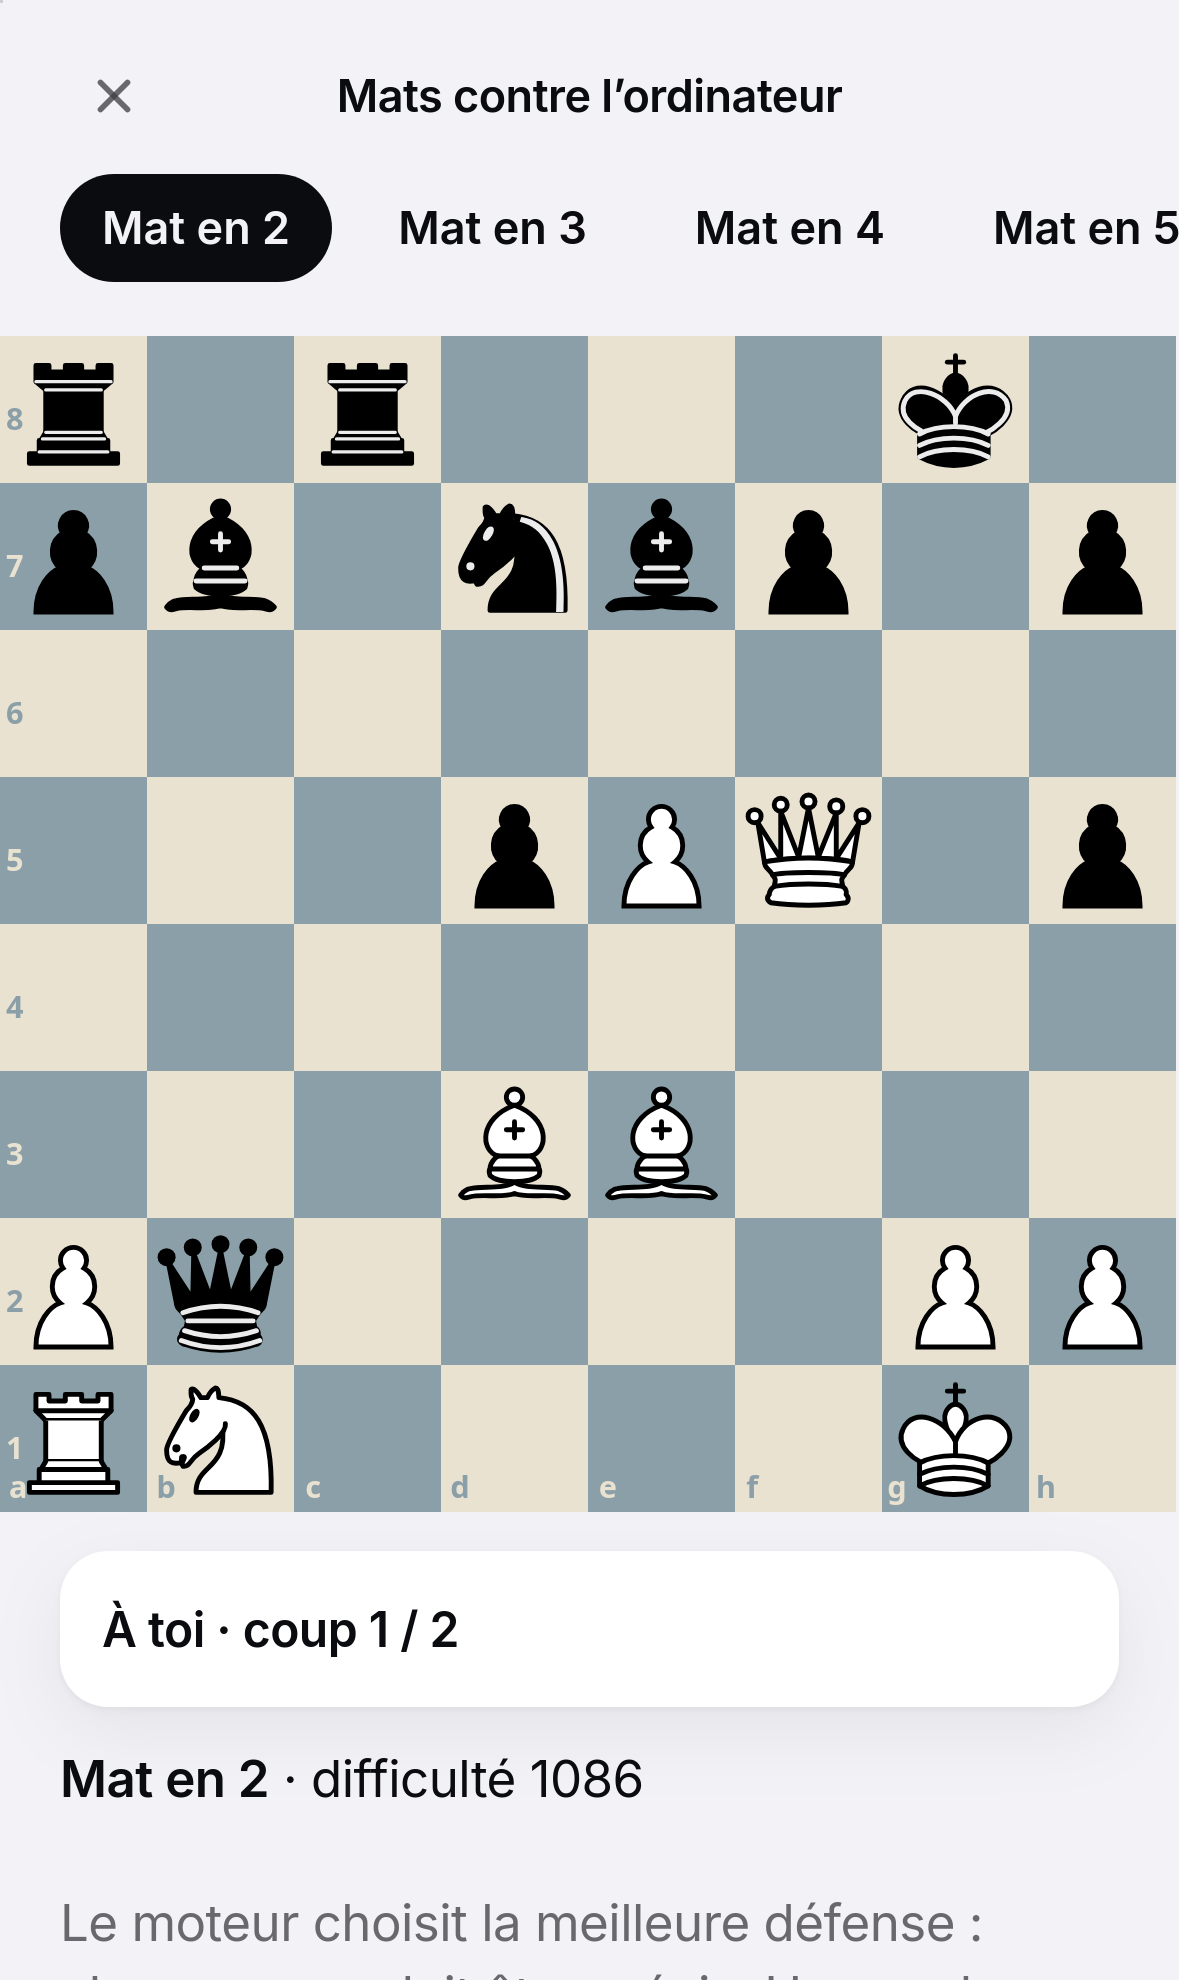 Mats contre l’ordinateur
Mat en 2 Mat en 3 Mat en 4 Mat en 5
8
7
6
5
4
3
2
1
a b c d e f g h
À toi · coup 1 / 2
Mat en 2 · difficulté 1086
Le moteur choisit la meilleure défense :